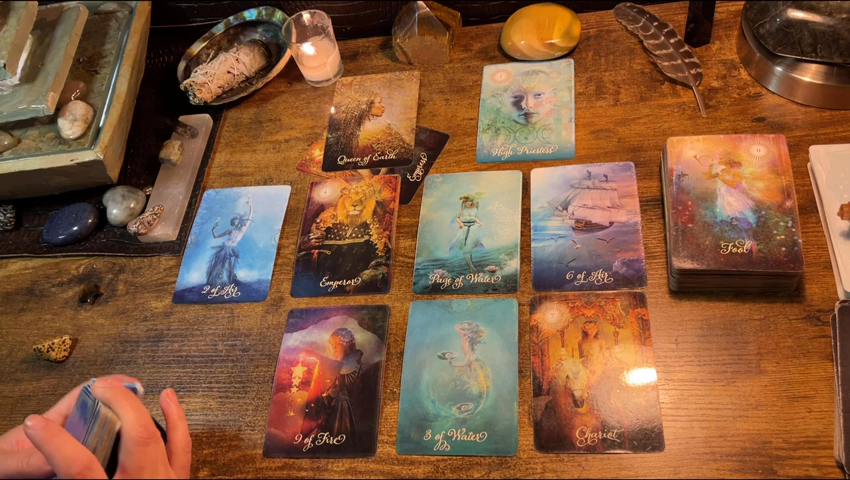 Queen of Earth
High Priestess
Fool
2 of Air
Emperor
Page of Water
6 of Air
9 of Fire
3 of Water
Chariot